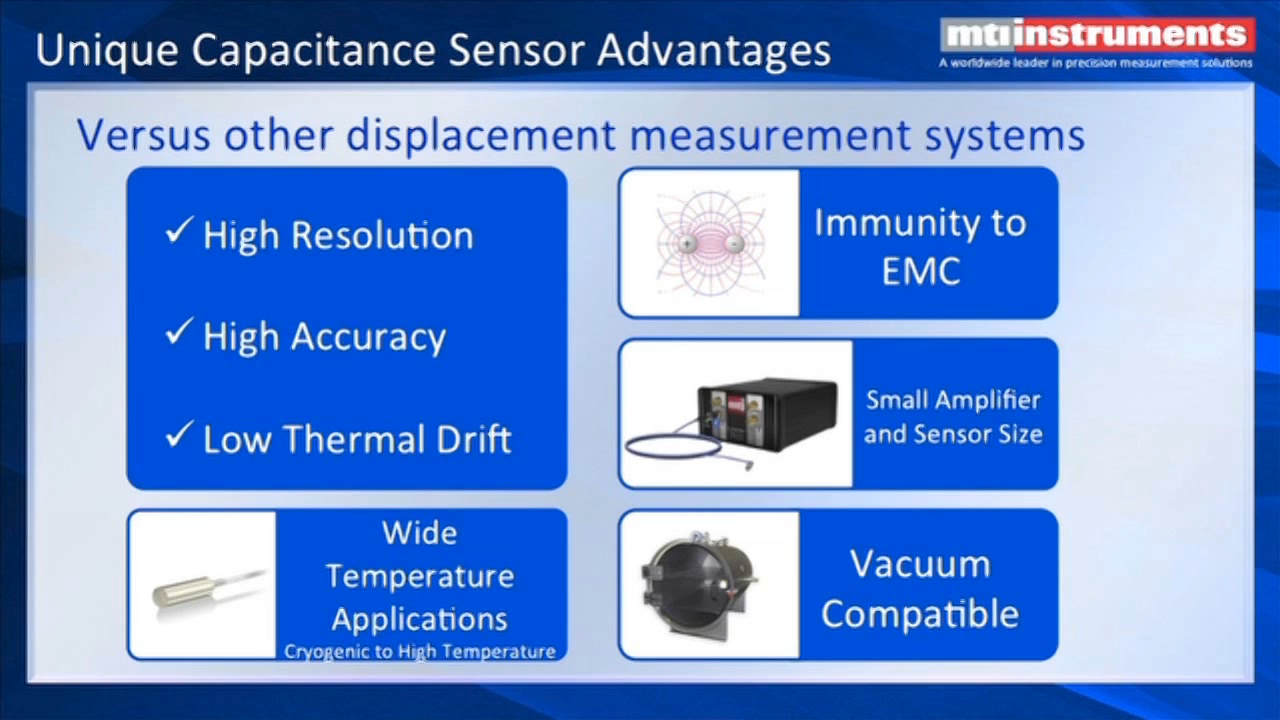 Unique Capacitance Sensor Advantages
mtiinstruments
A worldwide leader in precision measurement solutions
Versus other displacement measurement systems
✓ High Resolution
✓ High Accuracy
✓ Low Thermal Drift
Wide
Temperature
Applications
Cryogenic to High Temperature
+ -
Immunity to
EMC
Small Amplifier
and Sensor Size
Vacuum
Compatible